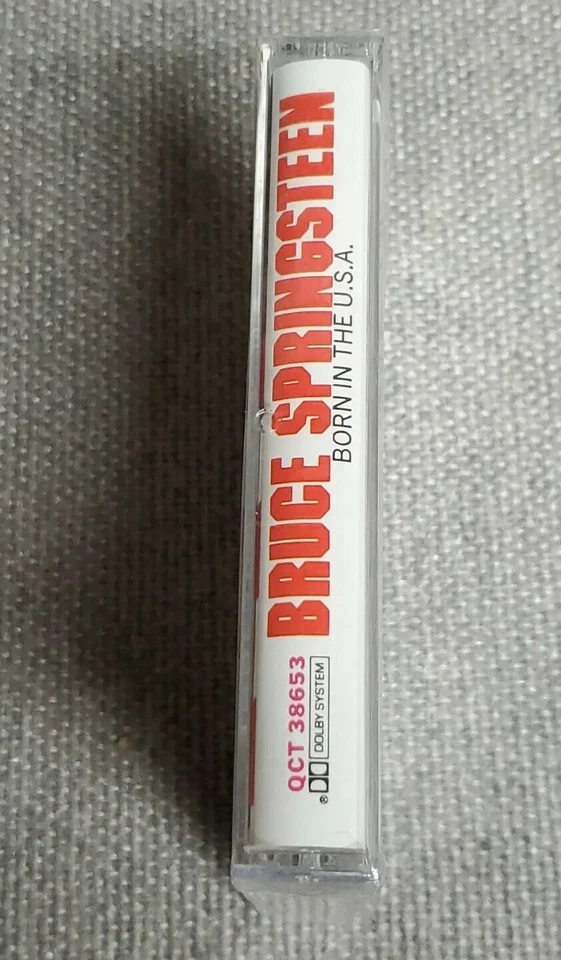 QCT 38653
® DOLBY SYSTEM
BRUCE SPRINGSTEEN
BORN IN THE U.S.A.